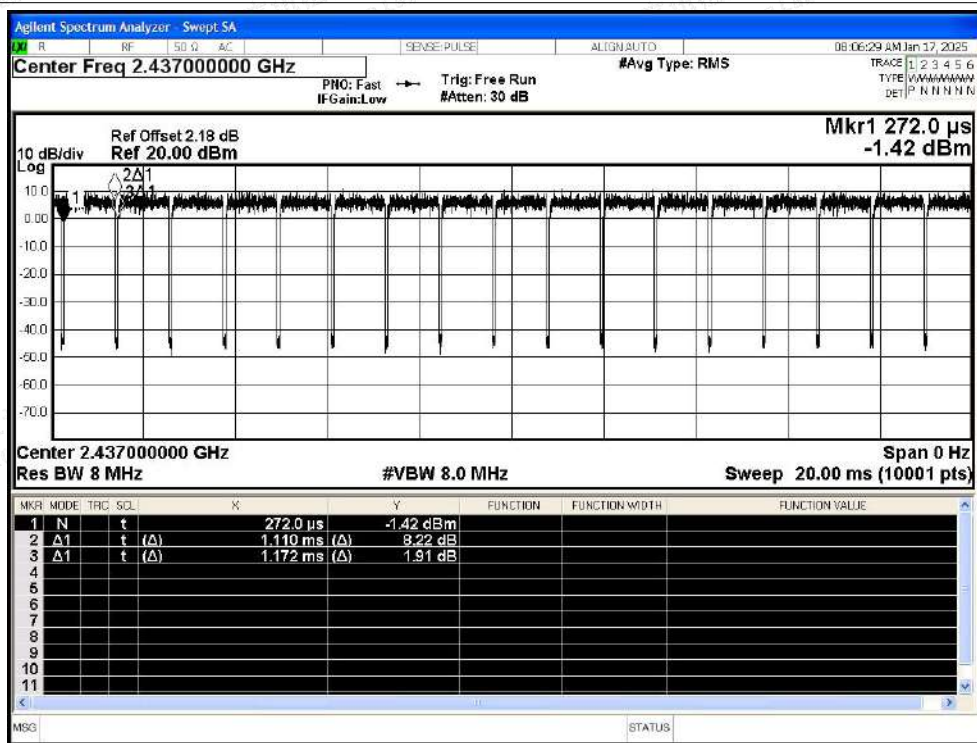 Agilent Spectrum Analyzer - Swept SA
LXI R RF 50 Ω AC SENSE:PULSE ALIGN AUTO 08:06:29 AM Jan 17, 2025
Center Freq 2.437000000 GHz #Avg Type: RMS TRACE 1 2 3 4 5 6
PNO: Fast Trig: Free Run TYPE WWWWWW
IFGain:Low #Atten: 30 dB DET P N N N N N
Ref Offset 2.18 dB Mkr1 272.0 µs
10 dB/div Ref 20.00 dBm -1.42 dBm
Log
2Δ1
10.0 1 3Δ1
0.00
-10.0
-20.0
-30.0
-40.0
-50.0
-60.0
-70.0
Center 2.437000000 GHz Span 0 Hz
Res BW 8 MHz #VBW 8.0 MHz Sweep 20.00 ms (10001 pts)
MKR MODE TRC SCL X Y FUNCTION FUNCTION WIDTH FUNCTION VALUE
1 N t 272.0 µs -1.42 dBm
2 Δ1 t (Δ) 1.110 ms (Δ) 8.22 dB
3 Δ1 t (Δ) 1.172 ms (Δ) 1.91 dB
4
5
6
7
8
9
10
11
MSG STATUS